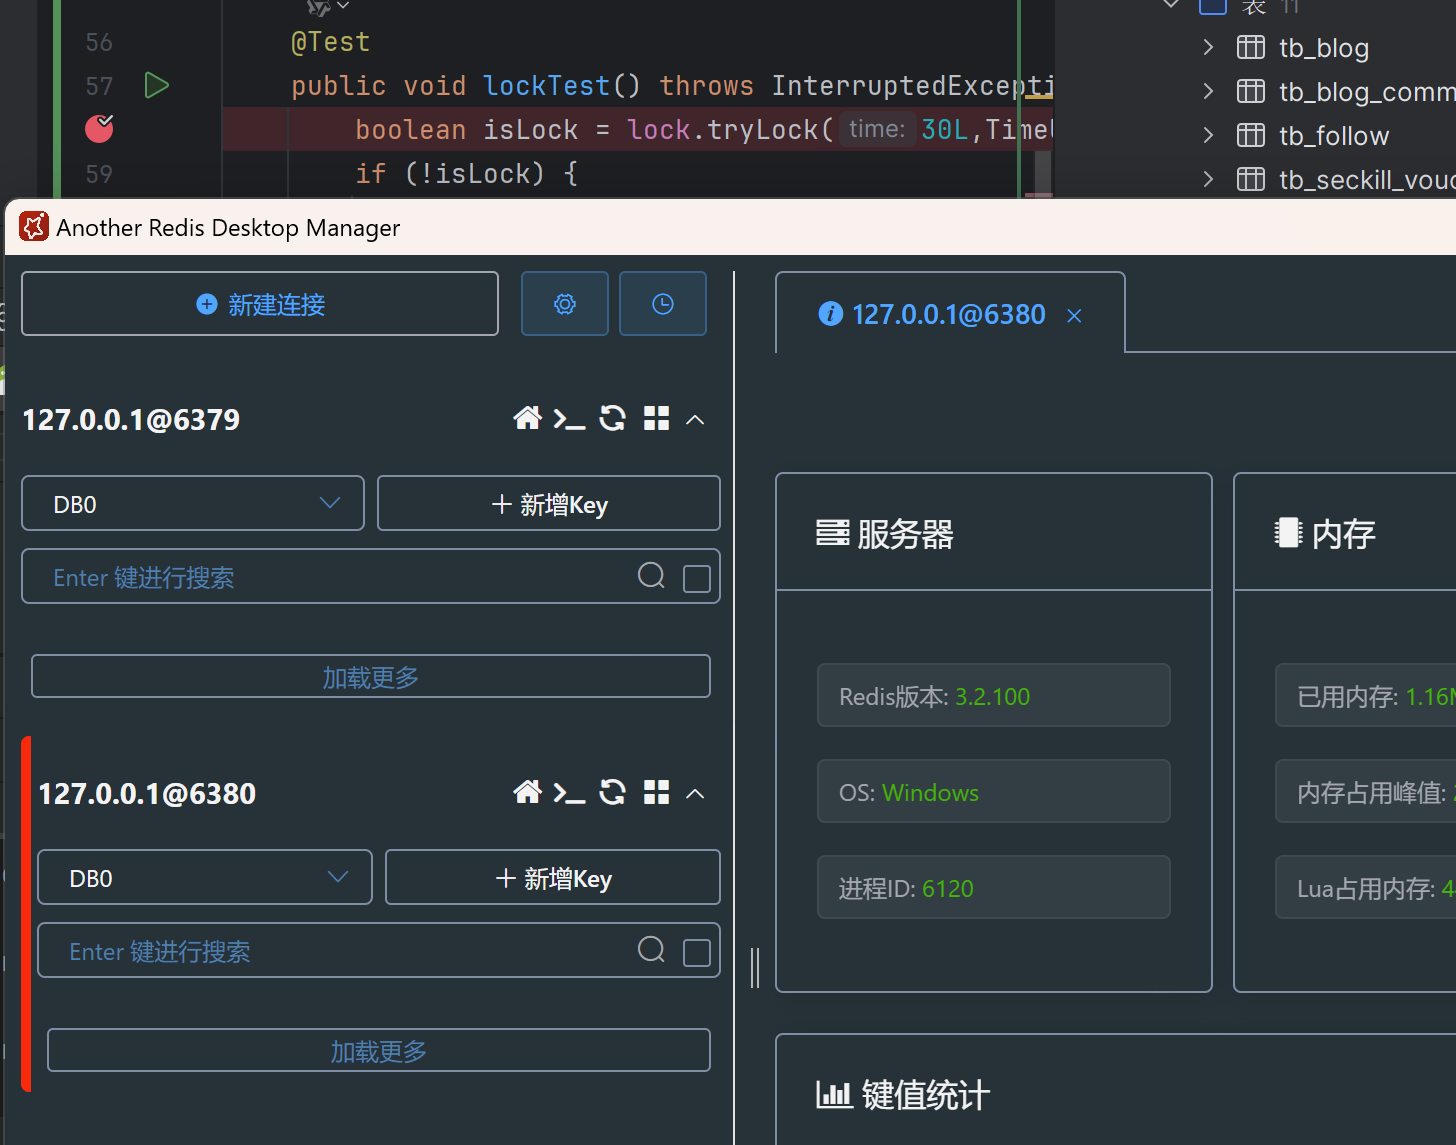 表 11
56
@Test
tb_blog
57
public void lockTest() throws InterruptedExcepti
tb_blog_comm
boolean isLock = lock.tryLock( time: 30L,TimeU
tb_follow
59
if (!isLock) {
tb_seckill_vouc
Another Redis Desktop Manager
新建连接
127.0.0.1@6380
127.0.0.1@6379
DB0
新增Key
Enter 键进行搜索
加载更多
127.0.0.1@6380
DB0
新增Key
Enter 键进行搜索
加载更多
服务器
内存
Redis版本: 3.2.100
已用内存: 1.16M
OS: Windows
内存占用峰值:
进程ID: 6120
Lua占用内存: 4
键值统计